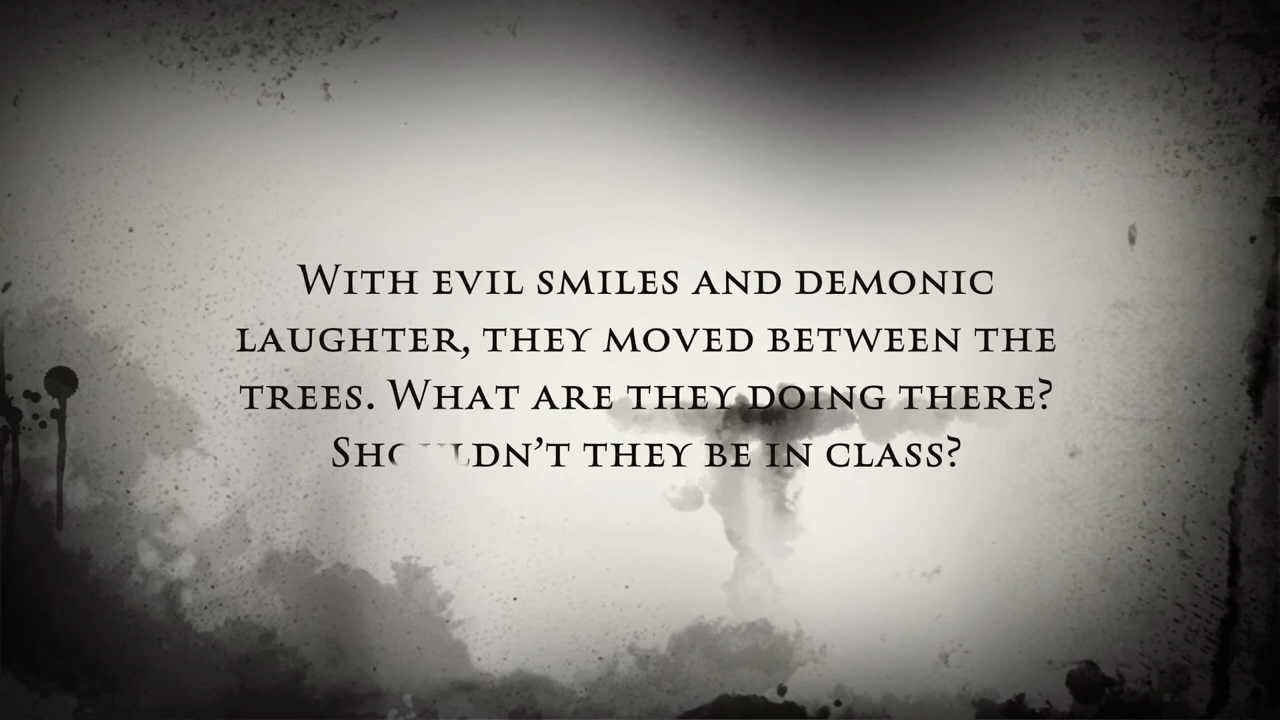 With evil smiles and demonic
laughter, they moved between the
trees. What are they doing there?
Shouldn't they be in class?